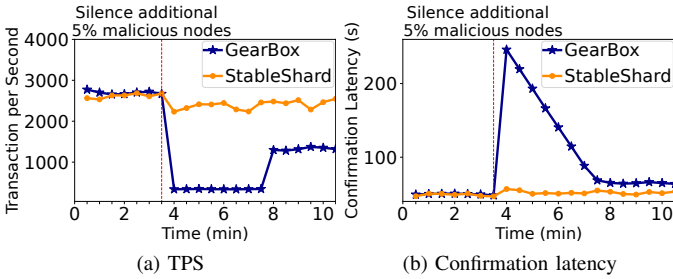 Silence additional
5% malicious nodes
Transaction per Second
4000
3000
2000
1000
GearBox
StableShard
0 2 4 6 8 10
Time (min)
(a) TPS
Silence additional
5% malicious nodes
Confirmation Latency (s)
200
100
GearBox
StableShard
0 2 4 6 8 10
Time (min)
(b) Confirmation latency